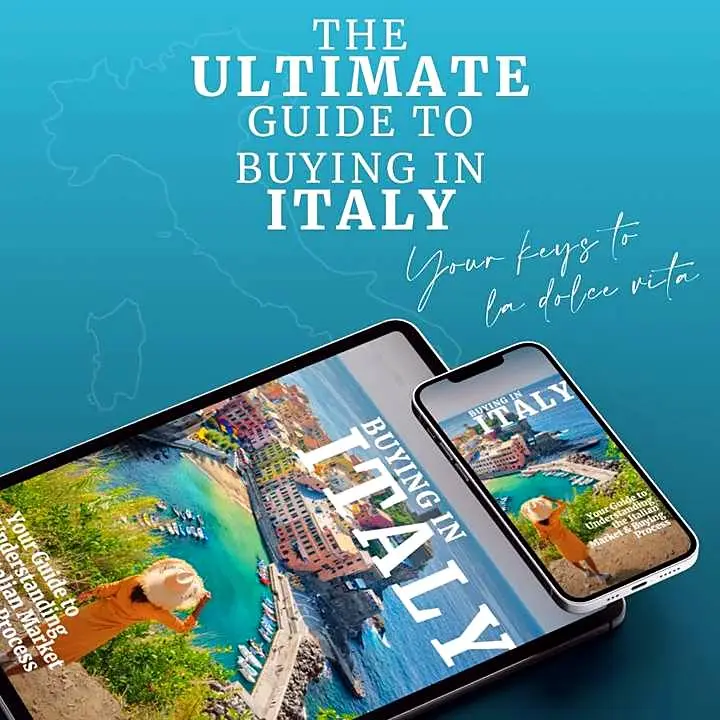 THE
ULTIMATE
GUIDE TO
BUYING IN
ITALY
Your keys to
la dolce vita
BUYING IN
ITALY
Your Guide to
Understanding
the Italian
Market & Buying
Process
BUYING IN
ITALY
Your Guide to
Understanding
Italian Market
Process